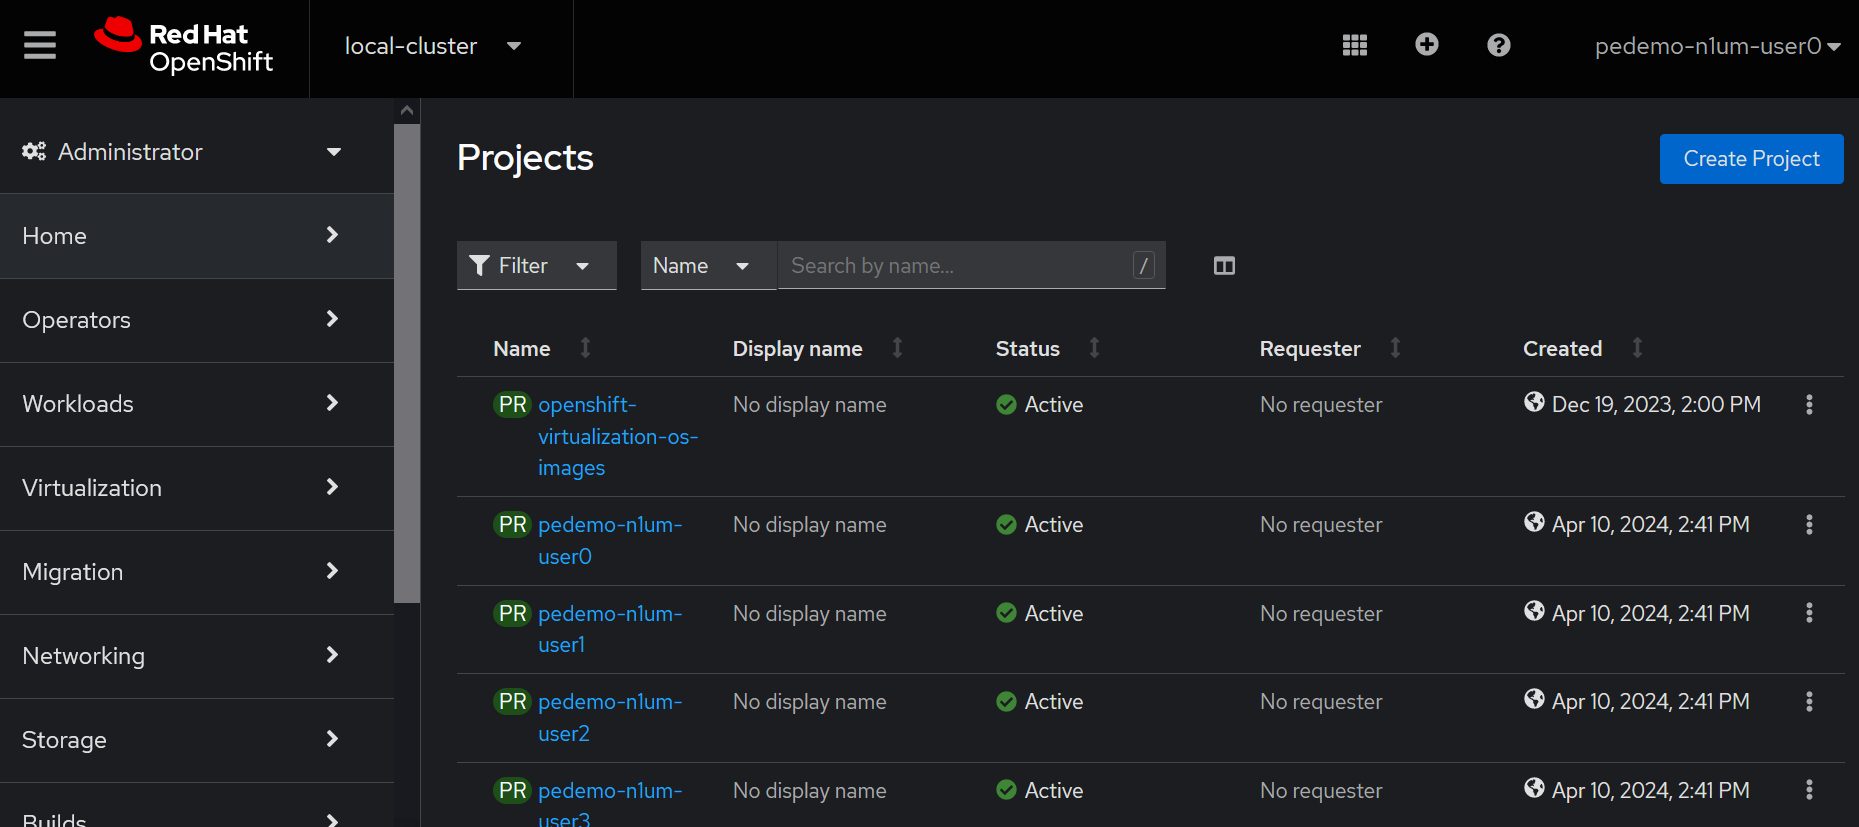 Red Hat
OpenShift
local-cluster
pedemo-n1um-user0
Administrator
Home
Operators
Workloads
Virtualization
Migration
Networking
Storage
Builds
Projects
Create Project
Filter
Name
Search by name...
/
Name Display name Status Requester Created
PR openshift- No display name Active No requester Dec 19, 2023, 2:00 PM
virtualization-os-
images
PR pedemo-n1um- No display name Active No requester Apr 10, 2024, 2:41 PM
user0
PR pedemo-n1um- No display name Active No requester Apr 10, 2024, 2:41 PM
user1
PR pedemo-n1um- No display name Active No requester Apr 10, 2024, 2:41 PM
user2
PR pedemo-n1um- No display name Active No requester Apr 10, 2024, 2:41 PM
user3